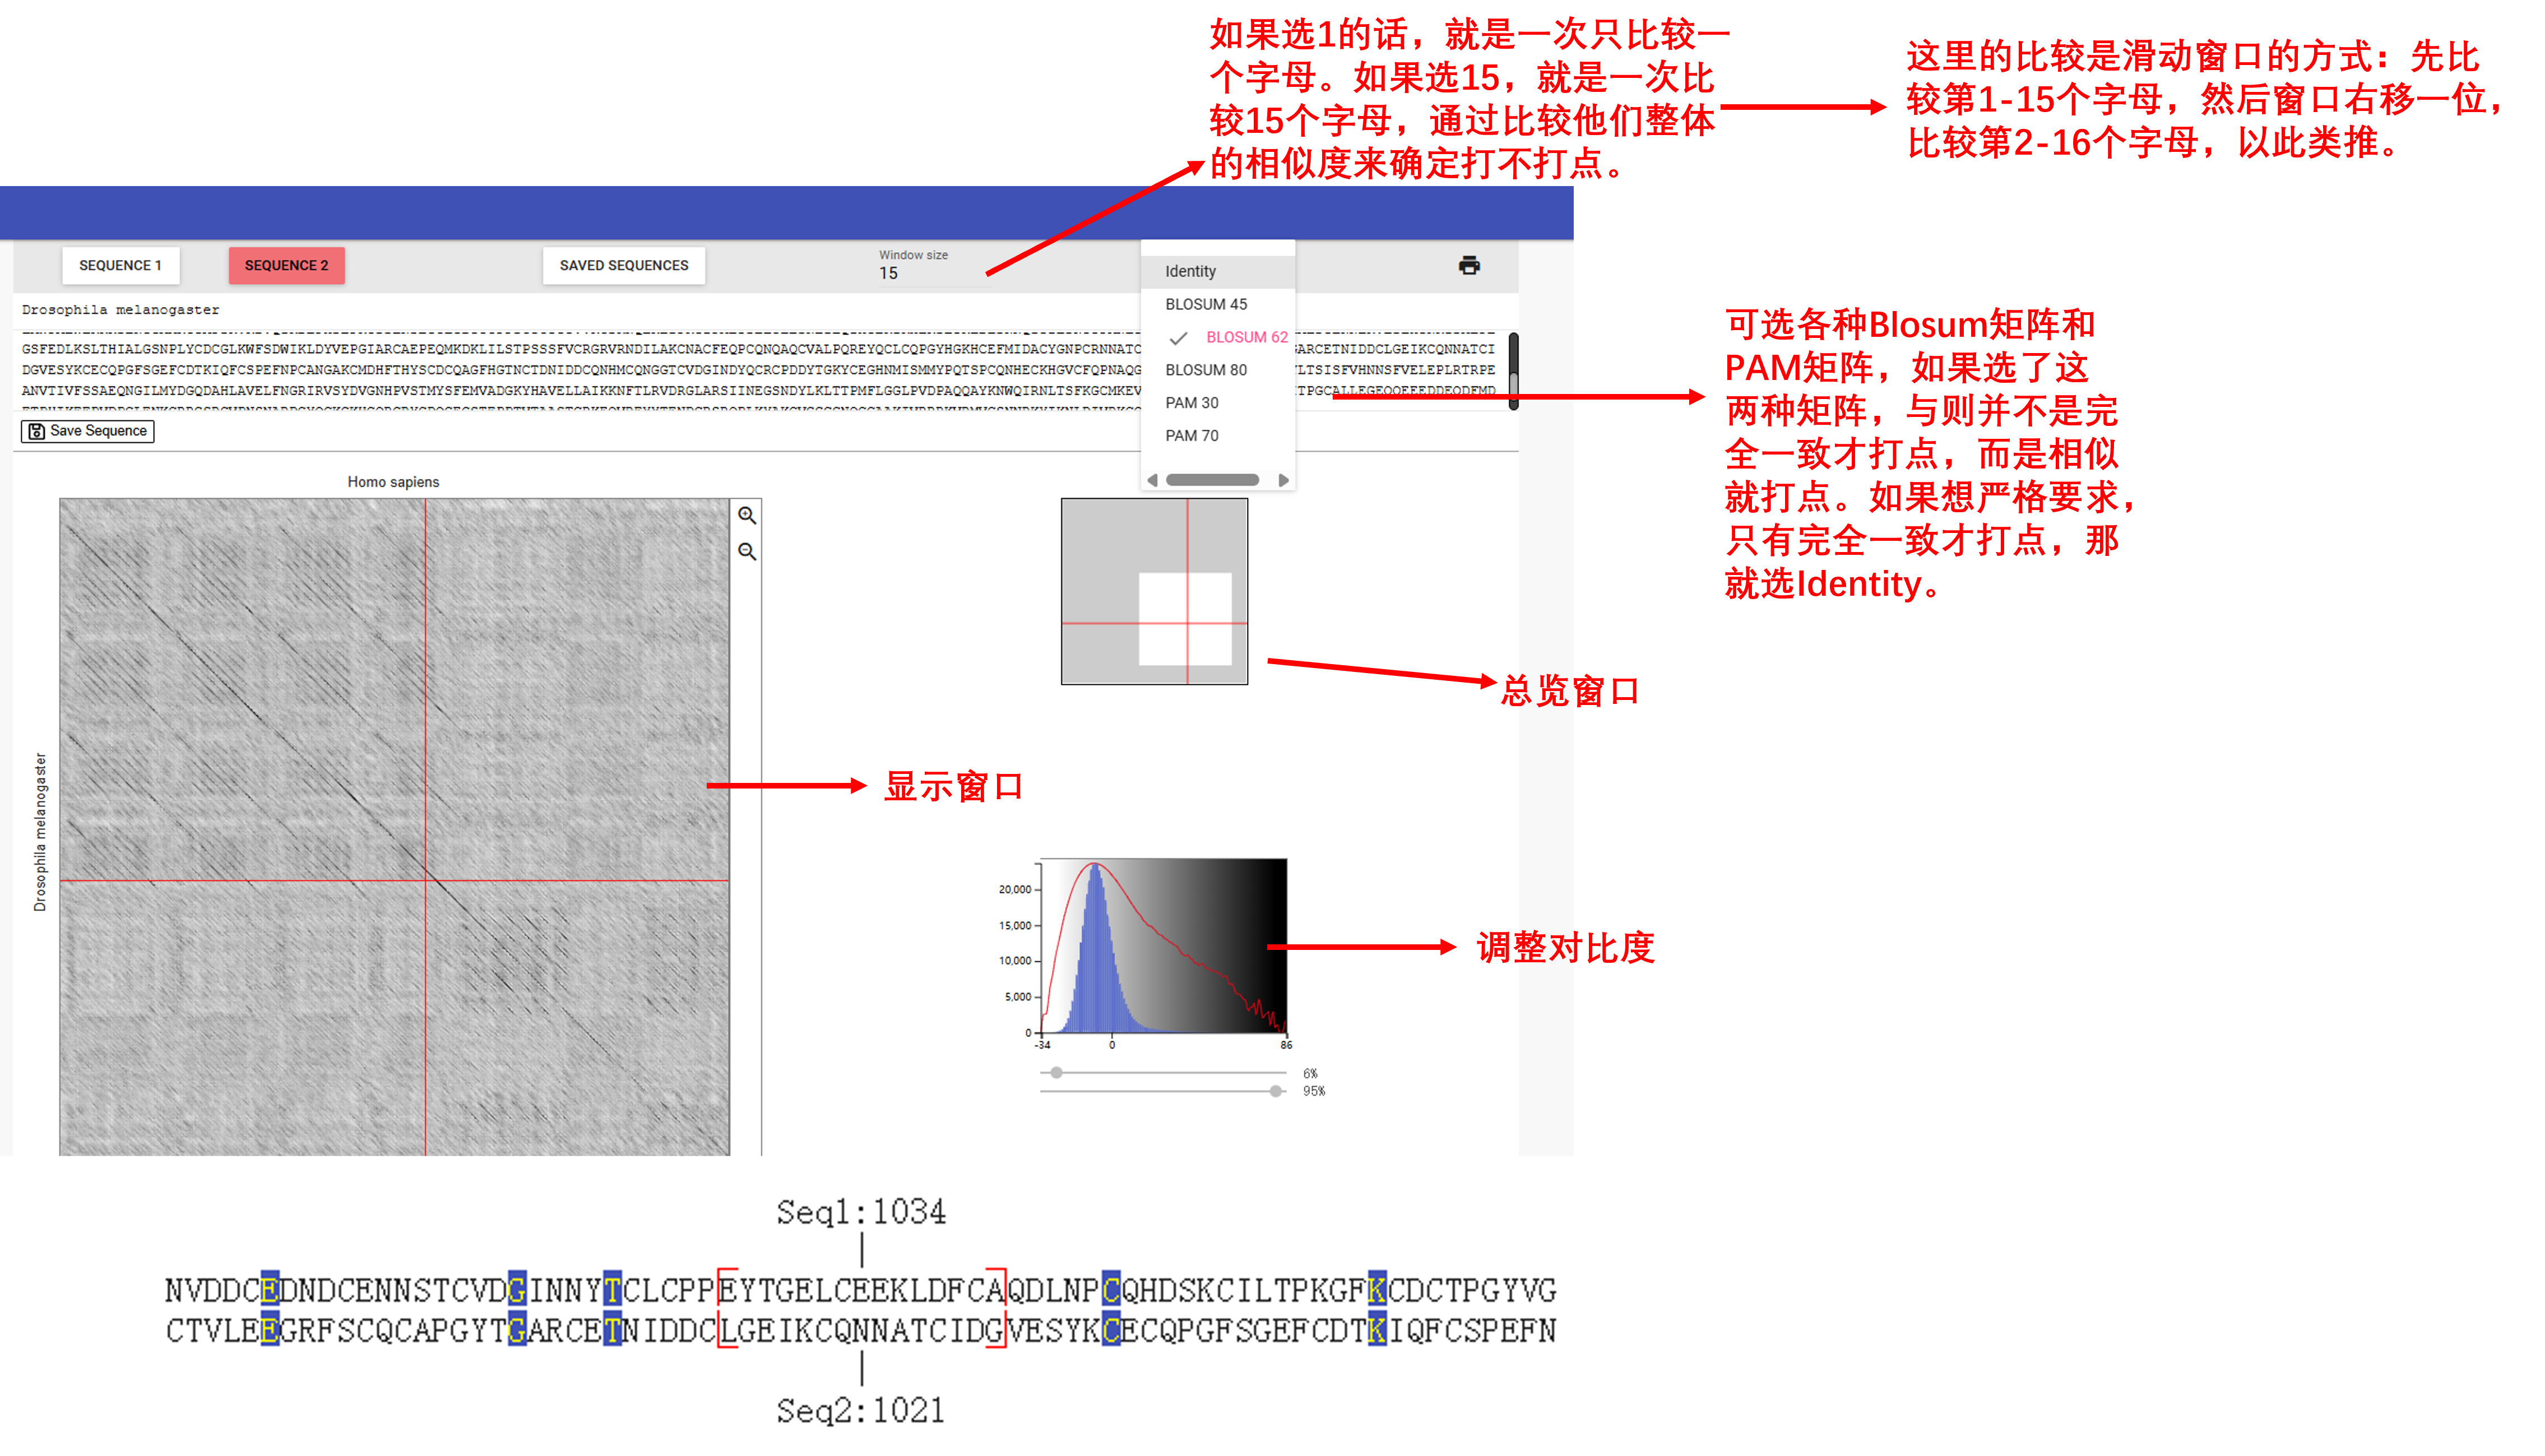 如果选1的话，就是一次只比较一
个字母。如果选15，就是一次比
较15个字母，通过比较他们整体
的相似度来确定打不打点。
这里的比较是滑动窗口的方式：先比
较第1-15个字母，然后窗口右移一位，
比较第2-16个字母，以此类推。
SEQUENCE 1
SEQUENCE 2
SAVED SEQUENCES
Window size
15
Identity
BLOSUM 45
BLOSUM 62
BLOSUM 80
PAM 30
PAM 70
Drosophila melanogaster
GSFEDLKSLTHIALGSNPLYCDCGLKWFSDWIKLDYVEPGIARCAEPEQMKDKLILSTPSSSFVCRGRVRNDILAKCNACFEQPCQNQAQCVALPQREYQCLCQPGYHGKHCEFMIDACYGNPCRNNATC ARCETNIDDCLGEIKCQNNATCI
DGVESYKCECQPGFSGEFCDTKIQFCSPEFNPCANGAKCMDHFTHYSCDCQAGFHGTNCTDNIDDCQNHMCQNGGTCVDGINDYQCRCPDDYTGKYCEGHNMISMMYPQTSPCQNHECKHGVCFQPNAQG LTSISFVHNNSFVELEPLRTRPE
ANVTIVFSSAEQNGILMYDGQDAHLAVELFNGRIRVSYDVGNHPVSTMYSFEMVADGKYHAVELLAIKKNFTLRVDRGLARSIINEGSNDYLKLTTPMFLGGLPVDPAQQAYKNWQIRNLTSFKGCMKEV TPGCALLEGEQQEEDDEQDFMD
Save Sequence
可选各种Blosum矩阵和
PAM矩阵，如果选了这
两种矩阵，与则并不是完
全一致才打点，而是相似
就打点。如果想严格要求，
只有完全一致才打点，那
就选Identity。
Homo sapiens
Drosophila melanogaster
总览窗口
显示窗口
20,000
15,000
10,000
5,000
0
-34 0 86
6%
95%
调整对比度
Seq1:1034
NVDDCEDNDCENNSTCVDGINNYTCLCPPEYTGELCEEKLDFCAQDLNPCQHDSKCILTPKGFKCDCTPGYVG
CTVLEEGRFSCQCAPGYTGARCETNIDDCLGEIKCQNNATCIDGVESYKCECQPGFSGEFCDTKIQFCSPEFN
Seq2:1021